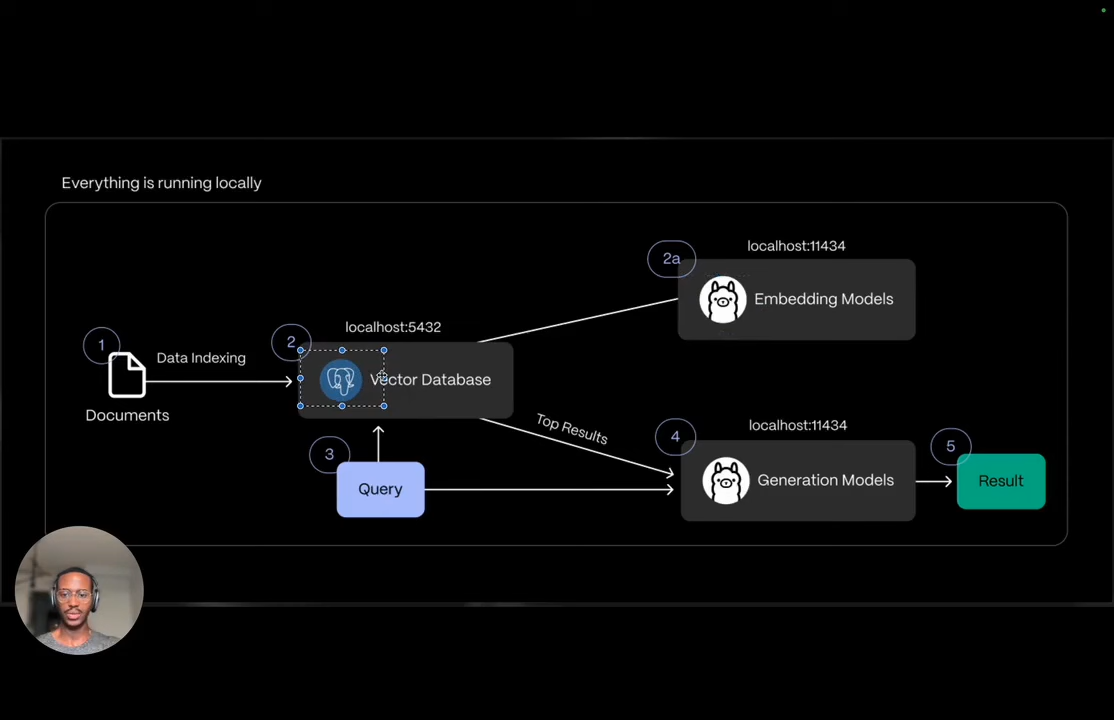 Everything is running locally
localhost:11434
2a
Embedding Models
localhost:5432
1
2
Data Indexing
Vector Database
Documents
Top Results
localhost:11434
3
4
5
Query
Generation Models
Result